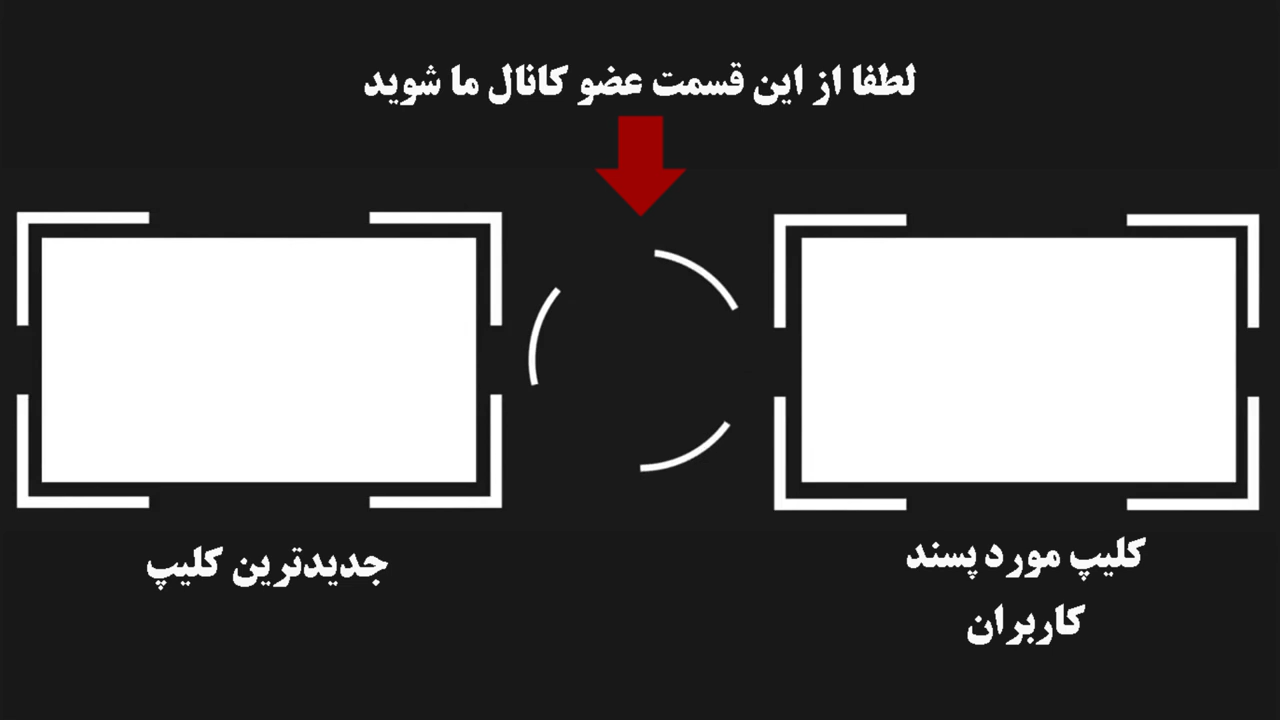 لطفا از این قسمت عضو کانال ما شوید
کلیپ مورد پسند
کاربران
جدیدترین کلیپ